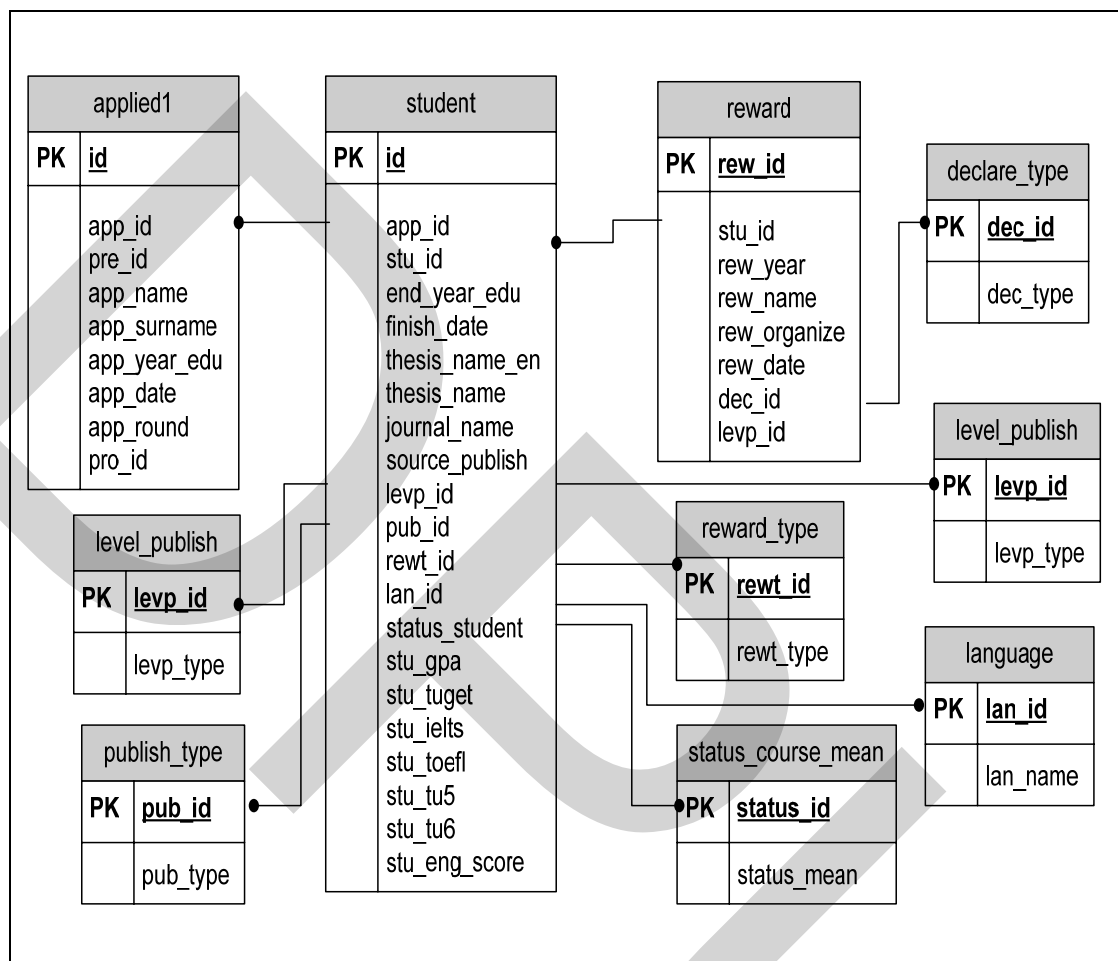 applied1
PK id
app_id
pre_id
app_name
app_surname
app_year_edu
app_date
app_round
pro_id
student
PK id
app_id
stu_id
end_year_edu
finish_date
thesis_name_en
thesis_name
journal_name
source_publish
levp_id
pub_id
rewt_id
lan_id
status_student
stu_gpa
stu_tuget
stu_ielts
stu_toefl
stu_tu5
stu_tu6
stu_eng_score
reward
PK rew_id
stu_id
rew_year
rew_name
rew_organize
rew_date
dec_id
levp_id
declare_type
PK dec_id
dec_type
level_publish
PK levp_id
levp_type
level_publish
PK levp_id
levp_type
reward_type
PK rewt_id
rewt_type
language
PK lan_id
lan_name
publish_type
PK pub_id
pub_type
status_course_mean
PK status_id
status_mean